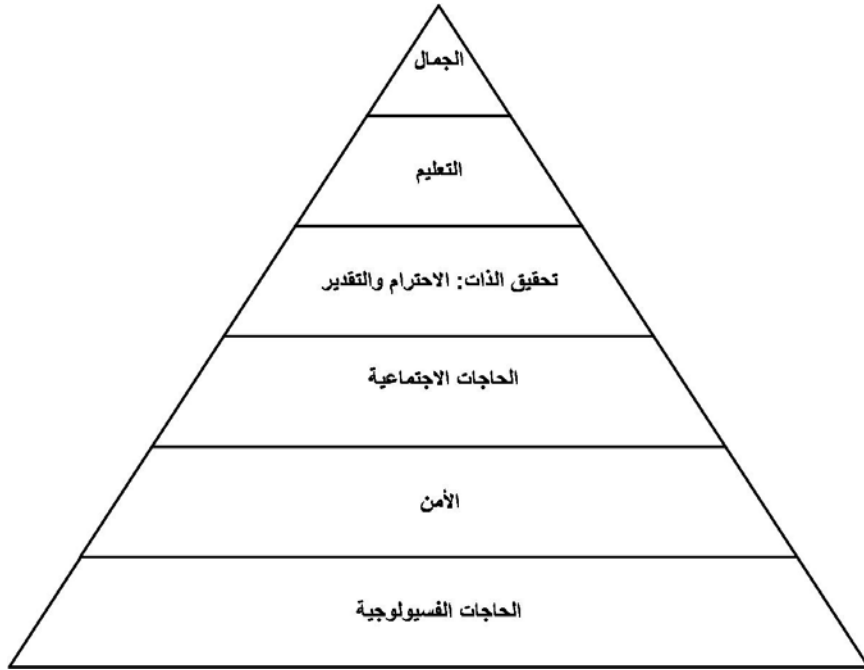 الجمال
التعليم
تحقيق الذات: الاحترام والتقدير
الحاجات الاجتماعية
الأمن
الحاجات الفسيولوجية